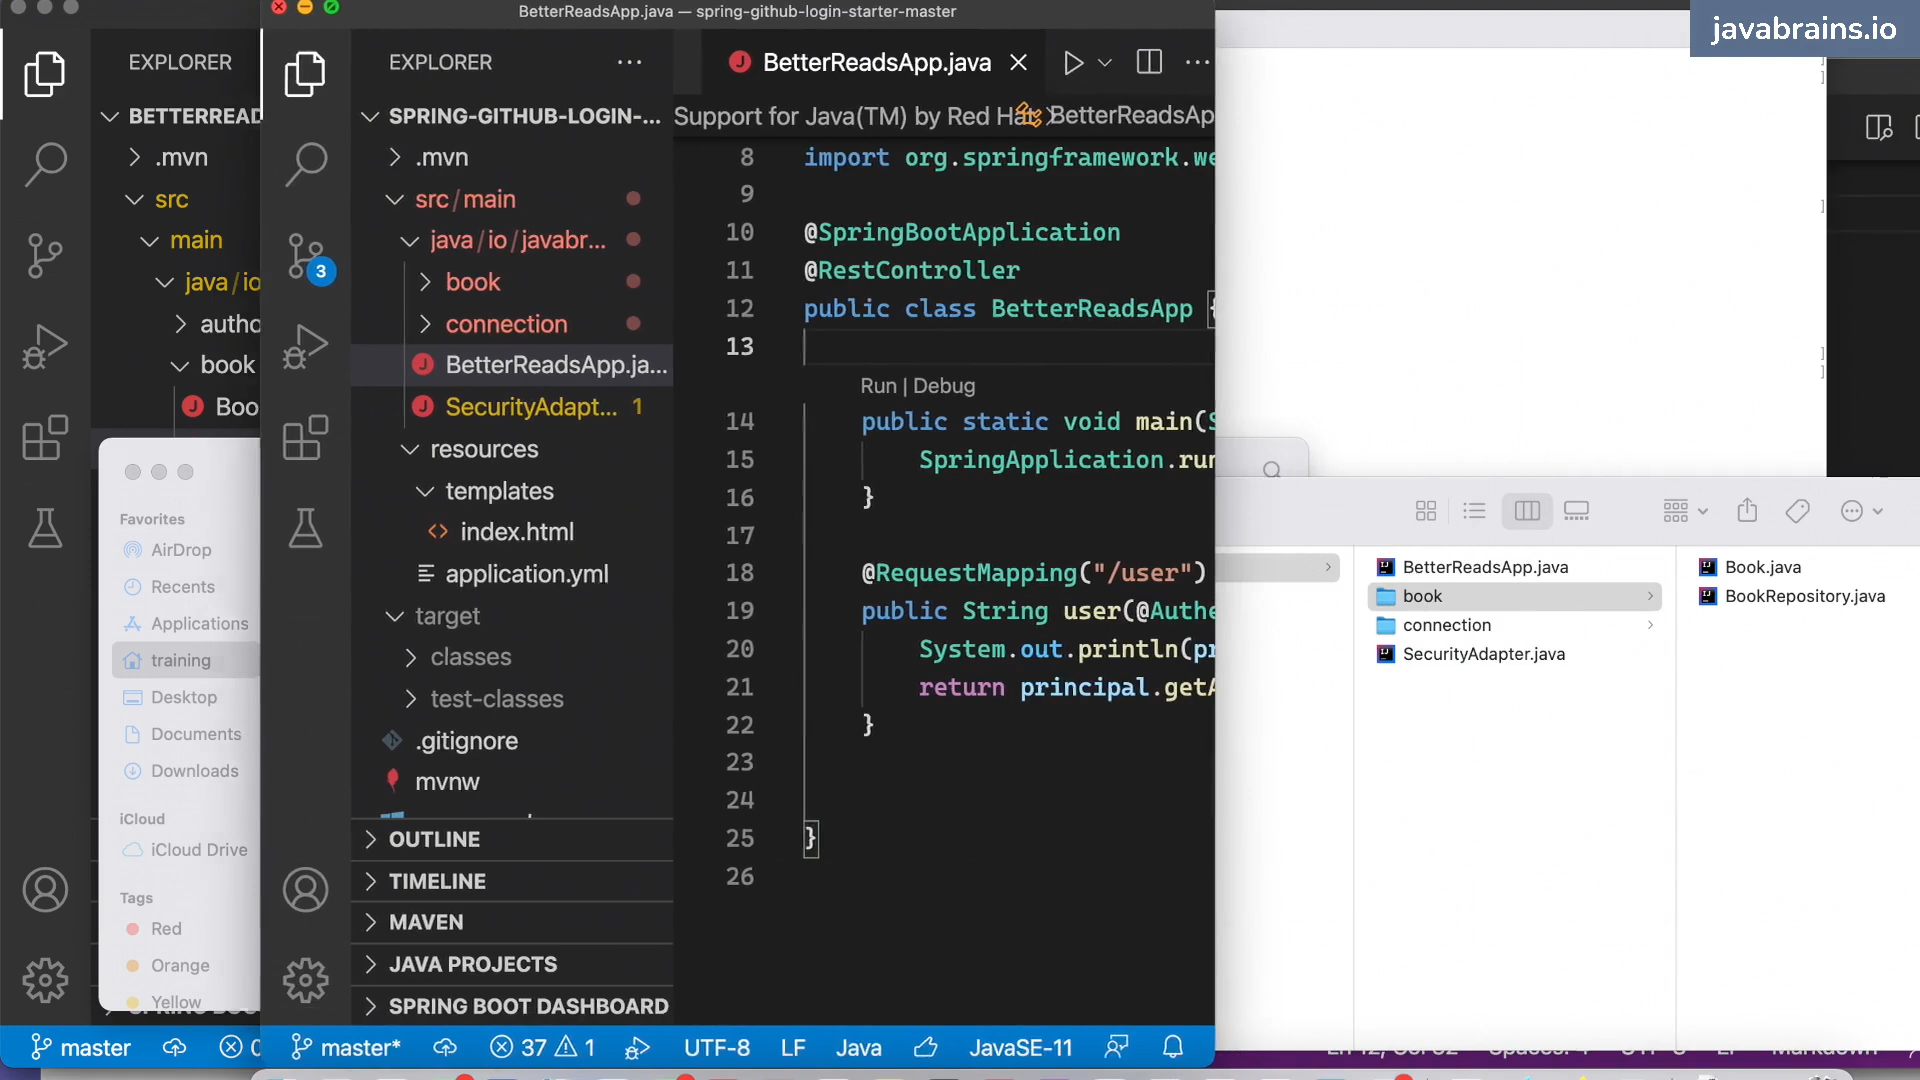 BetterReadsApp.java — spring-github-login-starter-master
javabrains.io
EXPLORER
BETTERREAD
.mvn
src
main
java/io
autho
book
Boo
Favorites
AirDrop
Recents
Applications
training
Desktop
Documents
Downloads
iCloud
iCloud Drive
Tags
Red
Orange
Yellow
master
0
EXPLORER
SPRING-GITHUB-LOGIN-...
.mvn
src/main
java/io/javabr...
book
connection
BetterReadsApp.ja...
SecurityAdapt... 1
resources
templates
index.html
application.yml
target
classes
test-classes
.gitignore
mvnw
OUTLINE
TIMELINE
MAVEN
JAVA PROJECTS
SPRING BOOT DASHBOARD
3
BetterReadsApp.java
Support for Java(TM) by Red Hat BetterReadsAp
8 import org.springframework.we
9
10 @SpringBootApplication
11 @RestController
12 public class BetterReadsApp {
13
Run | Debug
14 public static void main(S
15 SpringApplication.run
16 }
17
18 @RequestMapping("/user")
19 public String user(@Authe
20 System.out.println(pr
21 return principal.getA
22 }
23
24
25 }
26
master* 37 1 UTF-8 LF Java JavaSE-11
BetterReadsApp.java
book
connection
SecurityAdapter.java
Book.java
BookRepository.java